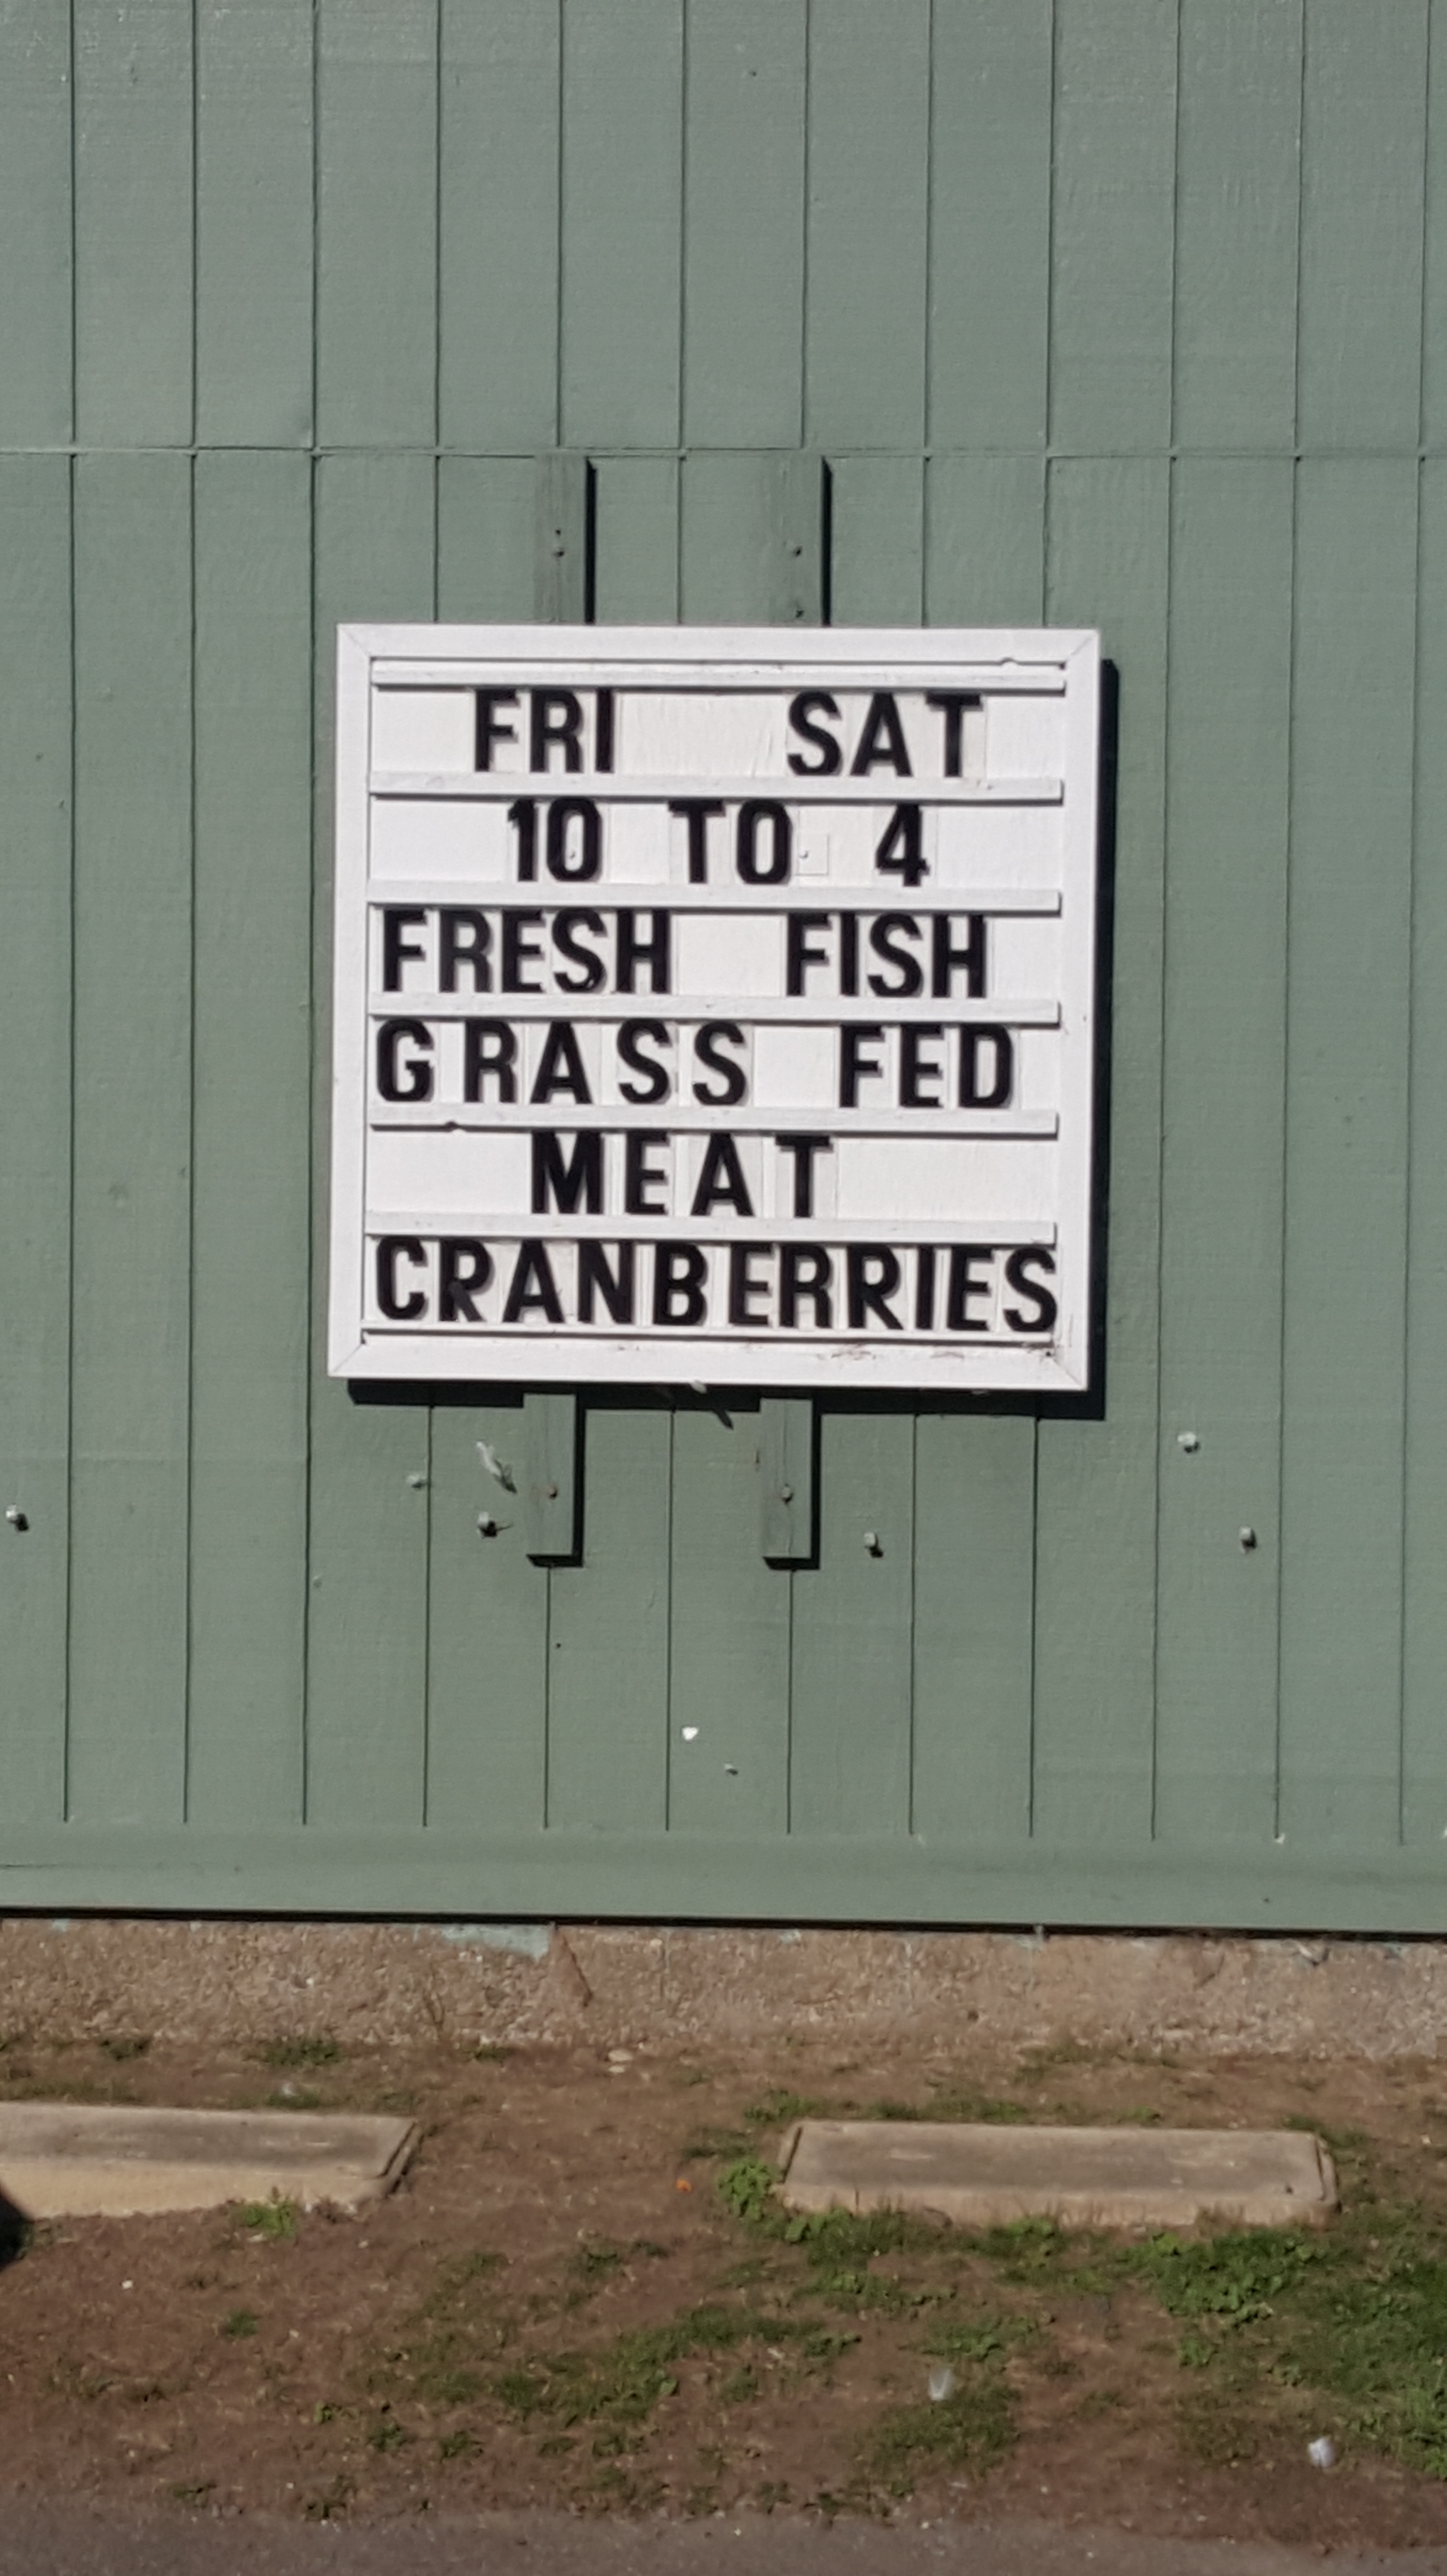 FRI SAT
10 TO 4
FRESH FISH
GRASS FED
MEAT
CRANBERRIES